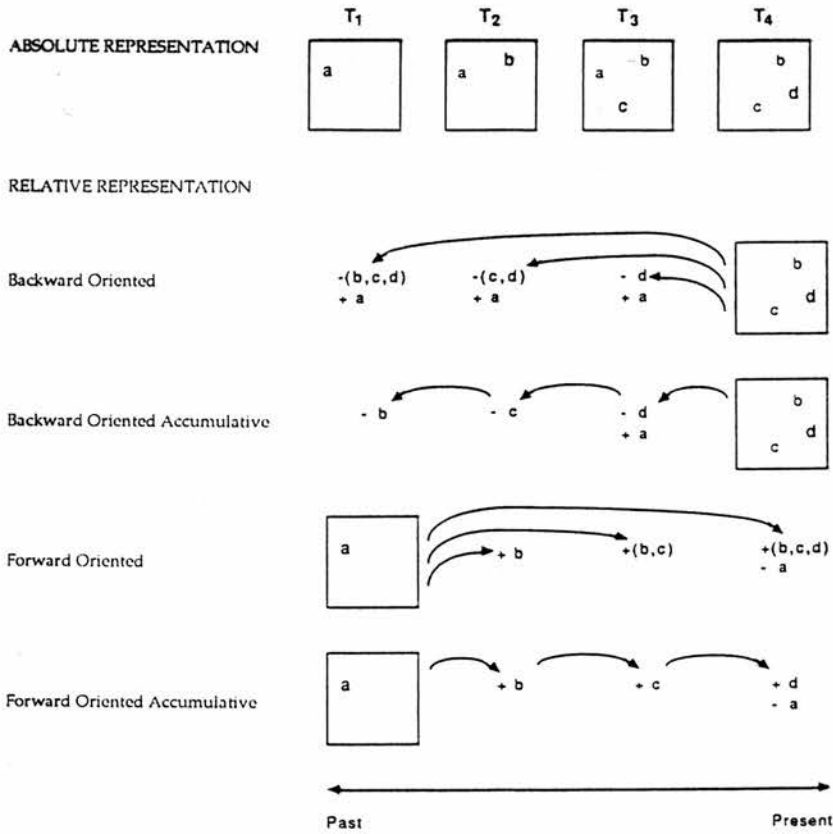 T1 T2 T3 T4
ABSOLUTE REPRESENTATION
a
a b
a b c
b c d
RELATIVE REPRESENTATION
Backward Oriented
-(b,c,d)
+ a
-(c,d)
+ a
- d
+ a
b
d
c
Backward Oriented Accumulative
- b
- c
- d
+ a
b
d
c
Forward Oriented
a
+ b
+(b,c)
+(b,c,d)
- a
Forward Oriented Accumulative
a
+ b
+ c
+ d
- a
Past Present